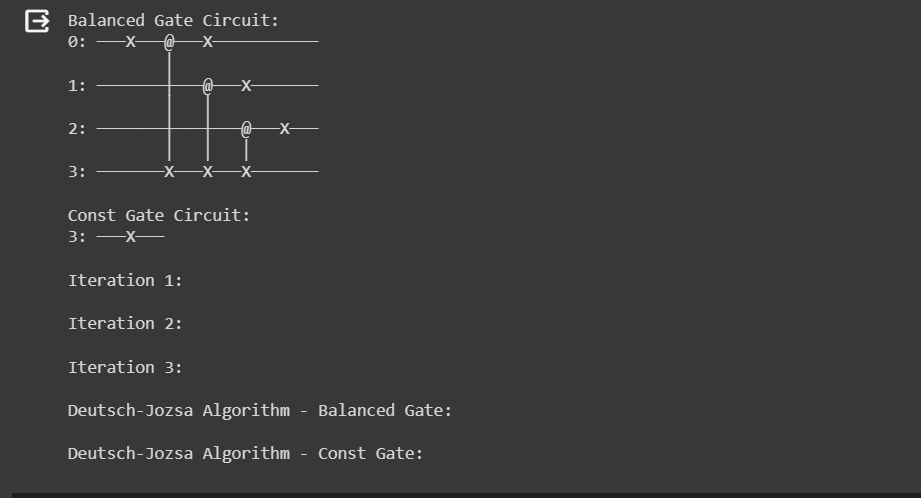 Balanced Gate Circuit:
0: ───X───@───X───────────
          │
1: ───────────@───X───────
          │   │
2: ───────────────@───X───
          │   │   │
3: ───────X───X───X───────
Const Gate Circuit:
3: ───X───
Iteration 1:
Iteration 2:
Iteration 3:
Deutsch-Jozsa Algorithm - Balanced Gate:
Deutsch-Jozsa Algorithm - Const Gate: